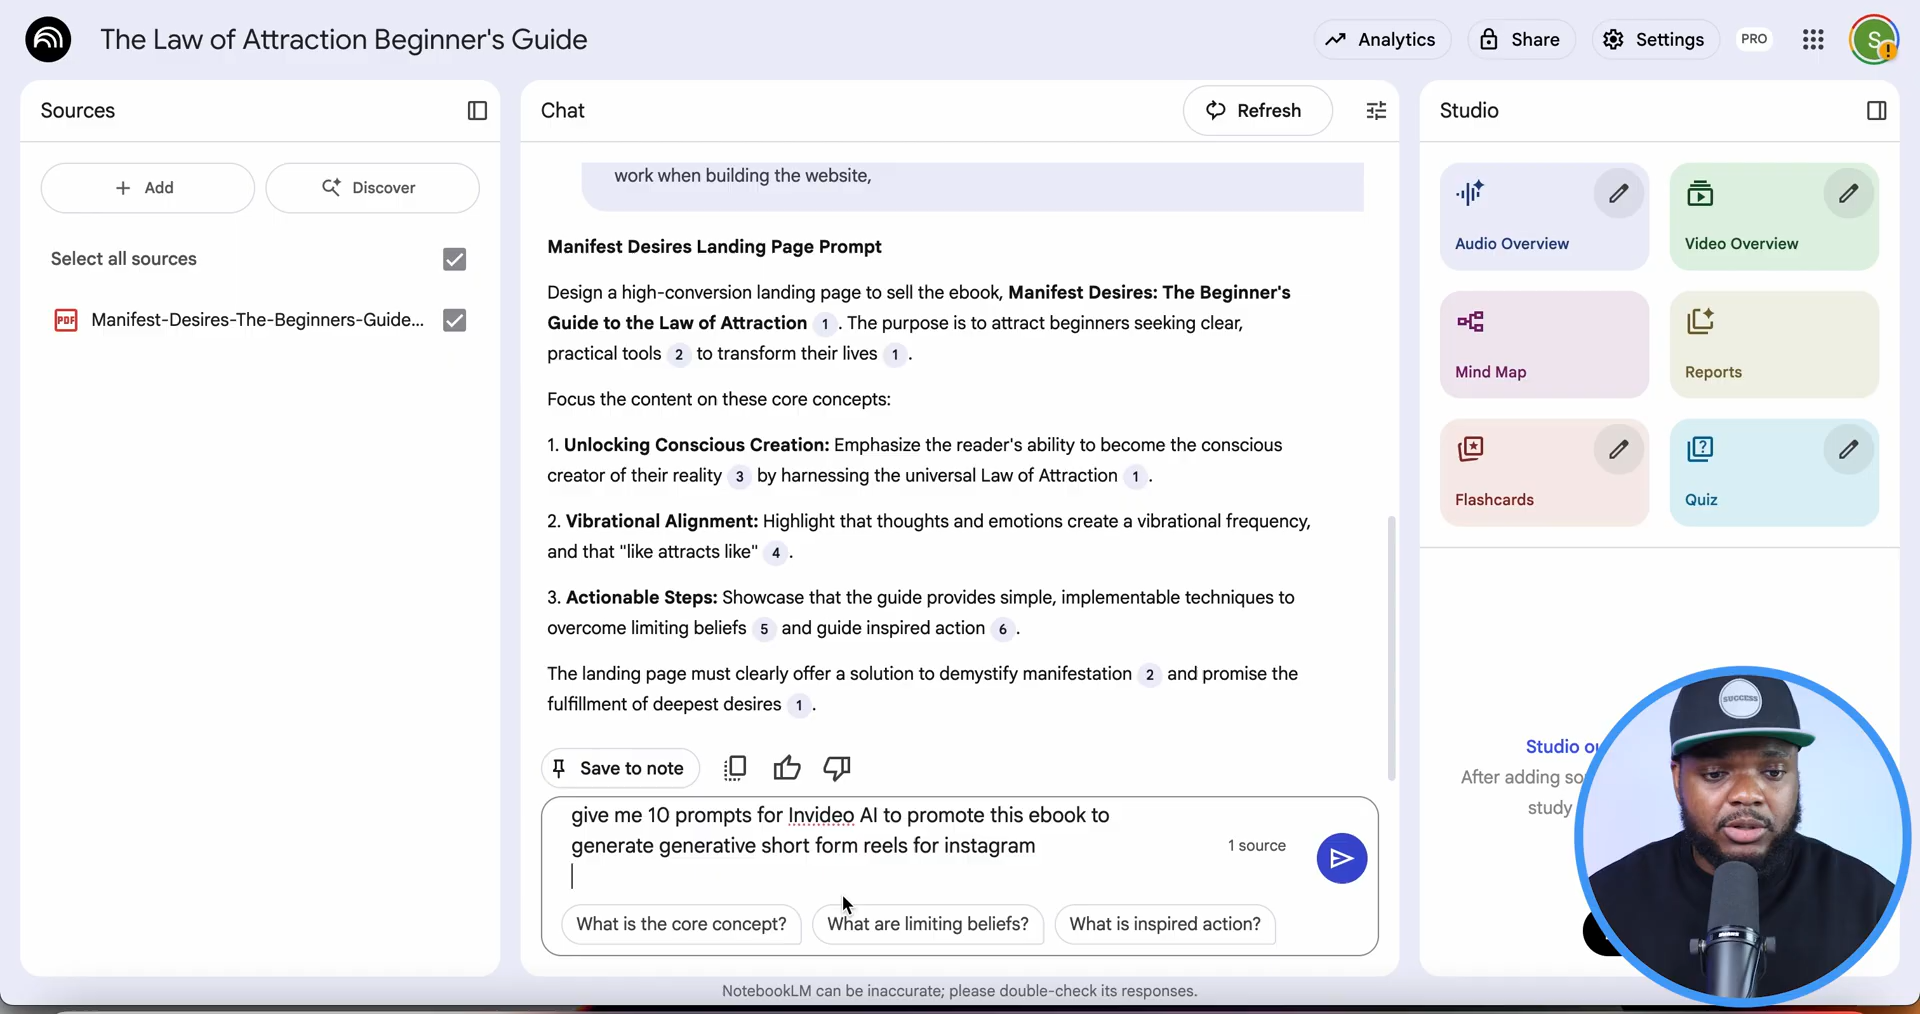 The Law of Attraction Beginner's Guide
Analytics
Share
Settings
PRO
S
!
Sources
Add
Discover
Select all sources
PDF
Manifest-Desires-The-Beginners-Guide...
Chat
Refresh
work when building the website,
Manifest Desires Landing Page Prompt
Design a high-conversion landing page to sell the ebook, Manifest Desires: The Beginner's
Guide to the Law of Attraction 1. The purpose is to attract beginners seeking clear,
practical tools 2 to transform their lives 1.
Focus the content on these core concepts:
1. Unlocking Conscious Creation: Emphasize the reader's ability to become the conscious
creator of their reality 3 by harnessing the universal Law of Attraction 1.
2. Vibrational Alignment: Highlight that thoughts and emotions create a vibrational frequency,
and that "like attracts like" 4.
3. Actionable Steps: Showcase that the guide provides simple, implementable techniques to
overcome limiting beliefs 5 and guide inspired action 6.
The landing page must clearly offer a solution to demystify manifestation 2 and promise the
fulfillment of deepest desires 1.
Save to note
give me 10 prompts for Invideo AI to promote this ebook to
generate generative short form reels for instagram
1 source
What is the core concept?
What are limiting beliefs?
What is inspired action?
NotebookLM can be inaccurate; please double-check its responses.
Studio
Audio Overview
Video Overview
Mind Map
Reports
Flashcards
Quiz
Studio
After adding
study
SUCCESS